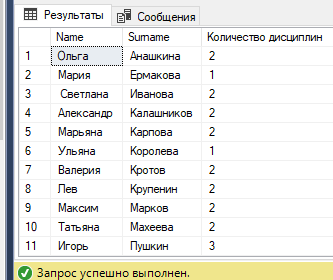 Результаты Сообщения
Name Surname Количество дисциплин
1 Ольга Анашкина 2
2 Мария Ермакова 1
3 Светлана Иванова 2
4 Александр Калашников 2
5 Марьяна Карпова 2
6 Ульяна Королева 1
7 Валерия Кротов 2
8 Лев Крупенин 2
9 Максим Марков 2
10 Татьяна Махеева 2
11 Игорь Пушкин 3
Запрос успешно выполнен.